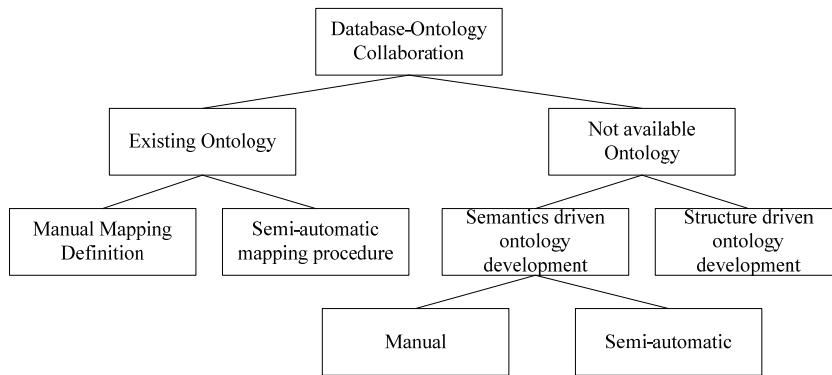 Database-Ontology
Collaboration
Existing Ontology
Not available
Ontology
Manual Mapping
Definition
Semi-automatic
mapping procedure
Semantics driven
ontology
development
Structure driven
ontology
development
Manual
Semi-automatic